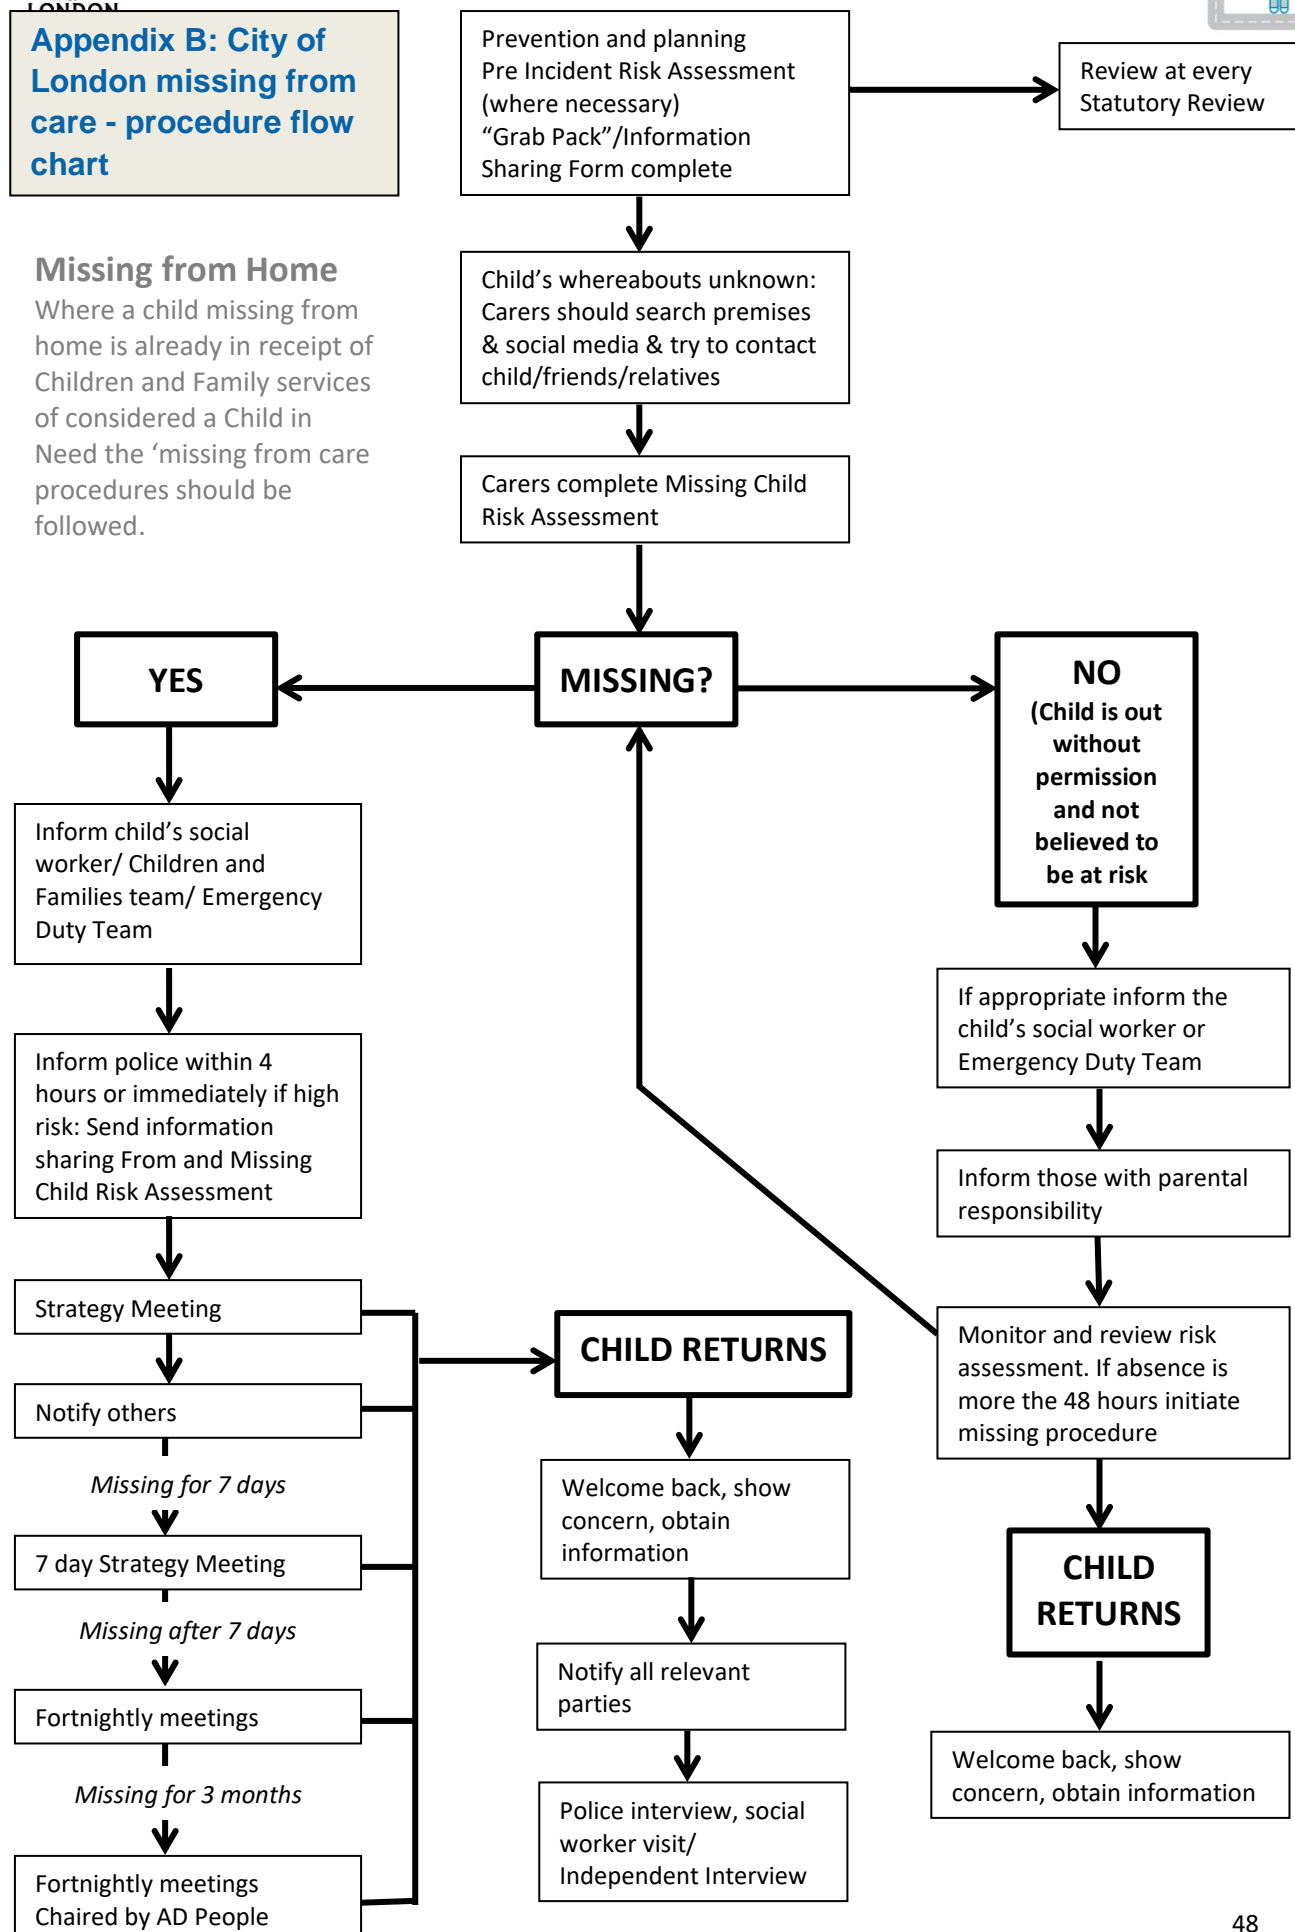 LONDON
Appendix B: City of
London missing from
care - procedure flow
chart
Prevention and planning
Pre Incident Risk Assessment
(where necessary)
“Grab Pack”/Information
Sharing Form complete
Review at every
Statutory Review
Missing from Home
Where a child missing from
home is already in receipt of
Children and Family services
of considered a Child in
Need the ‘missing from care
procedures should be
followed.
Child’s whereabouts unknown:
Carers should search premises
& social media & try to contact
child/friends/relatives
Carers complete Missing Child
Risk Assessment
MISSING?
YES
NO
(Child is out
without
permission
and not
believed to
be at risk
Inform child’s social
worker/ Children and
Families team/ Emergency
Duty Team
Inform police within 4
hours or immediately if high
risk: Send information
sharing From and Missing
Child Risk Assessment
Strategy Meeting
Notify others
Missing for 7 days
7 day Strategy Meeting
Missing after 7 days
Fortnightly meetings
Missing for 3 months
Fortnightly meetings
Chaired by AD People
CHILD RETURNS
Welcome back, show
concern, obtain
information
Notify all relevant
parties
Police interview, social
worker visit/
Independent Interview
If appropriate inform the
child’s social worker or
Emergency Duty Team
Inform those with parental
responsibility
Monitor and review risk
assessment. If absence is
more the 48 hours initiate
missing procedure
CHILD
RETURNS
Welcome back, show
concern, obtain information
48